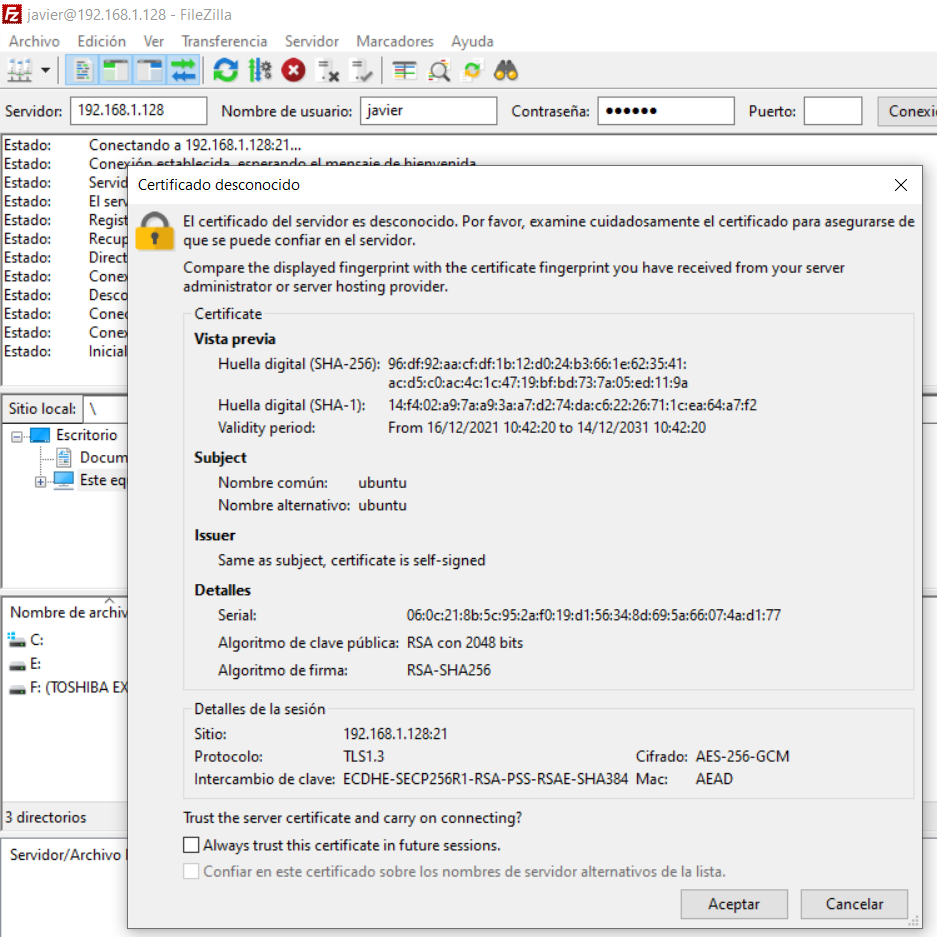 javier@192.168.1.128 - FileZilla
Archivo Edición Ver Transferencia Servidor Marcadores Ayuda
Servidor: 192.168.1.128 Nombre de usuario: javier Contraseña: •••••• Puerto: Conexi
Estado: Conectando a 192.168.1.128:21...
Estado: Conexión establecida, esperando el mensaje de bienvenida
Estado: Servid
Estado: El serv
Estado: Regist
Estado: Recup
Estado: Direct
Estado: Conex
Estado: Desco
Estado: Conec
Estado: Conex
Estado: Inicial
Certificado desconocido
El certificado del servidor es desconocido. Por favor, examine cuidadosamente el certificado para asegurarse de
que se puede confiar en el servidor.
Compare the displayed fingerprint with the certificate fingerprint you have received from your server
administrator or server hosting provider.
Certificate
Vista previa
Huella digital (SHA-256): 96:df:92:aa:cf:df:1b:12:d0:24:b3:66:1e:62:35:41:
ac:d5:c0:ac:4c:1c:47:19:bf:bd:73:7a:05:ed:11:9a
Huella digital (SHA-1): 14:f4:02:a9:7a:a9:3a:a7:d2:74:da:c6:22:26:71:1c:ea:64:a7:f2
Validity period: From 16/12/2021 10:42:20 to 14/12/2031 10:42:20
Subject
Nombre común: ubuntu
Nombre alternativo: ubuntu
Issuer
Same as subject, certificate is self-signed
Detalles
Serial: 06:0c:21:8b:5c:95:2a:f0:19:d1:56:34:8d:69:5a:66:07:4a:d1:77
Algoritmo de clave pública: RSA con 2048 bits
Algoritmo de firma: RSA-SHA256
Detalles de la sesión
Sitio: 192.168.1.128:21
Protocolo: TLS1.3 Cifrado: AES-256-GCM
Intercambio de clave: ECDHE-SECP256R1-RSA-PSS-RSAE-SHA384 Mac: AEAD
Trust the server certificate and carry on connecting?
Always trust this certificate in future sessions.
Confiar en este certificado sobre los nombres de servidor alternativos de la lista.
Aceptar Cancelar
Sitio local: \
Escritorio
Docum
Este eq
Nombre de archiv
C:
E:
F: (TOSHIBA EX
3 directorios
Servidor/Archivo